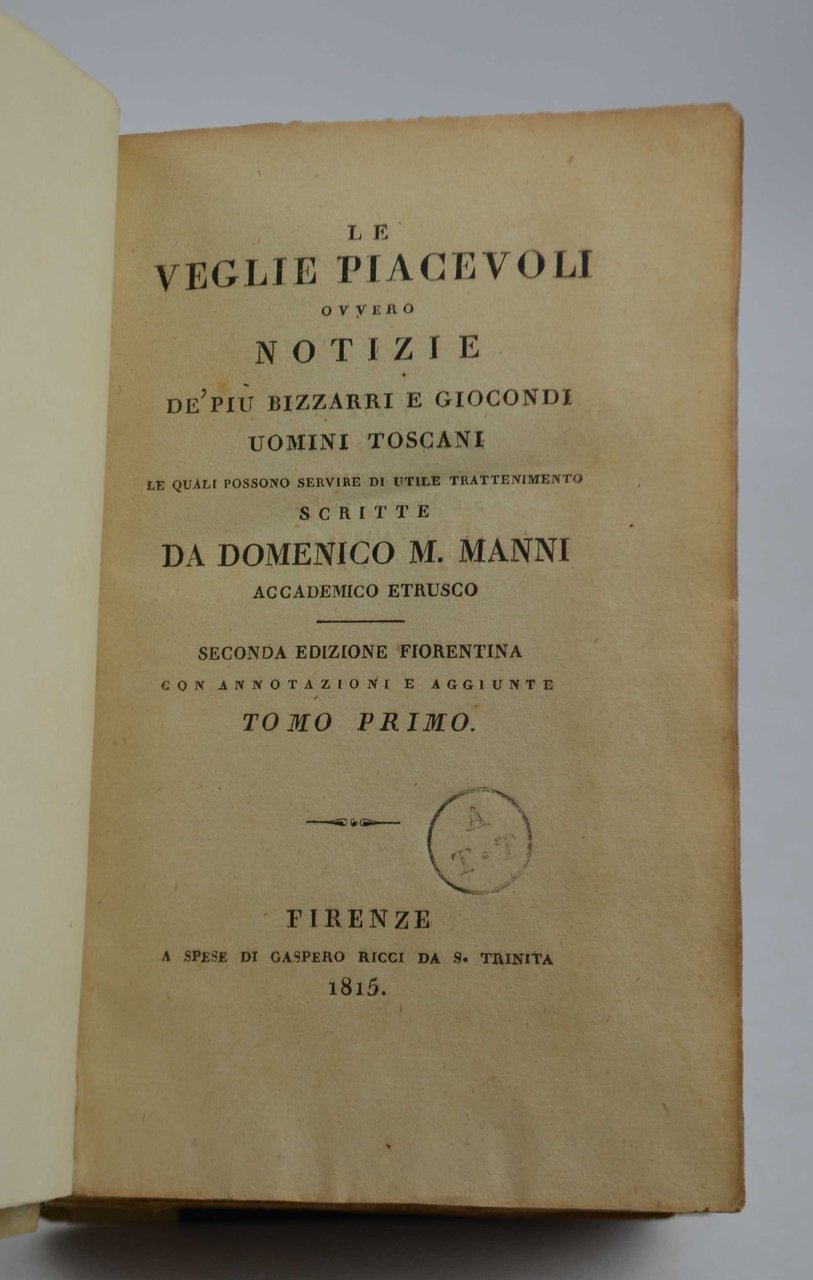 LE
VEGLIE PIACEVOLI
OVVERO
NOTIZIE
DE' PIÙ BIZZARRI E GIOCONDI
UOMINI TOSCANI
LE QUALI POSSONO SERVIRE DI UTILE TRATTENIMENTO
SCRITTE
DA DOMENICO M. MANNI
ACCADEMICO ETRUSCO
SECONDA EDIZIONE FIORENTINA
CON ANNOTAZIONI E AGGIUNTE
TOMO PRIMO.
A
T. T
FIRENZE
A SPESE DI GASPERO RICCI DA S. TRINITA
1815.